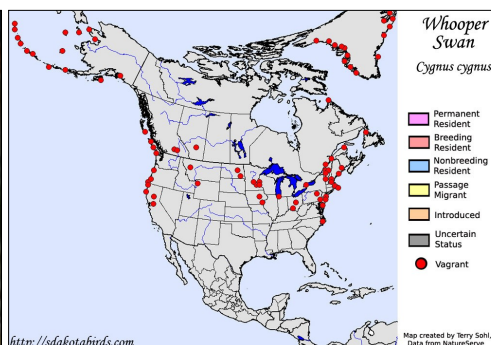 Whooper
Swan
Cygnus cygnus
Permanent
Resident
Breeding
Resident
Nonbreeding
Resident
Passage
Migrant
Introduced
Uncertain
Status
Vagrant
http://sdakotabirds.com
Map created by Terry Sohl,
Data from NatureServe